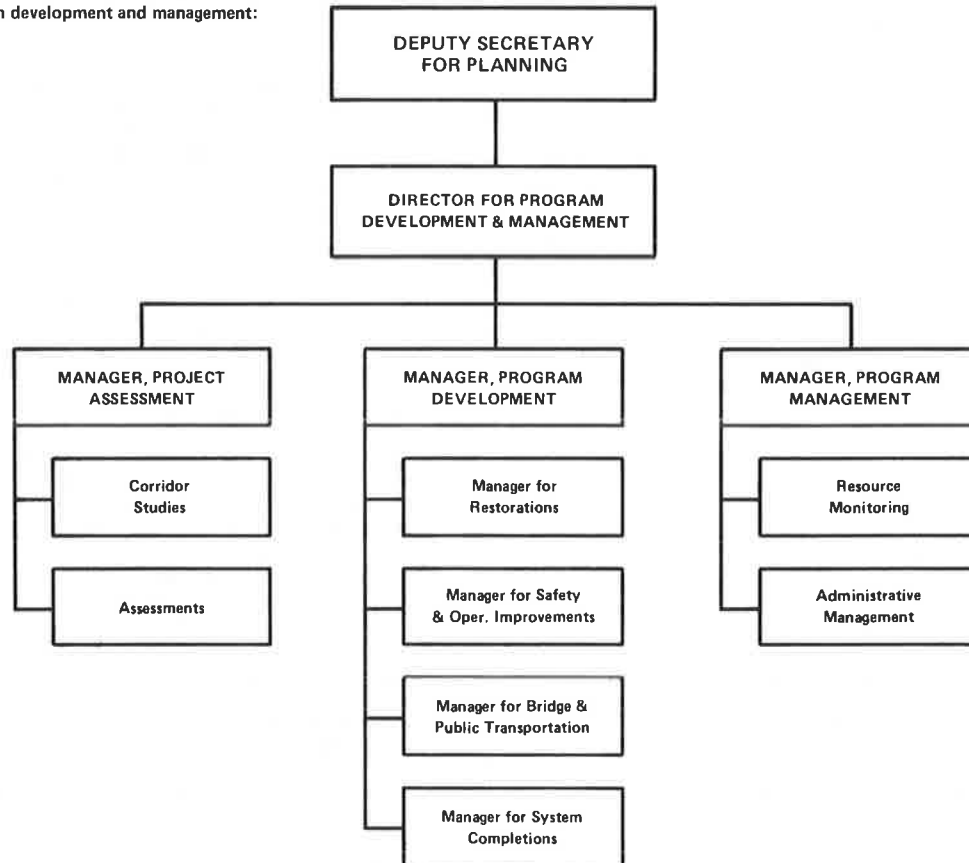 n development and management:
DEPUTY SECRETARY
FOR PLANNING
DIRECTOR FOR PROGRAM
DEVELOPMENT & MANAGEMENT
MANAGER, PROJECT
ASSESSMENT
Corridor
Studies
Assessments
MANAGER, PROGRAM
DEVELOPMENT
Manager for
Restorations
Manager for Safety
& Oper. Improvements
Manager for Bridge &
Public Transportation
Manager for System
Completions
MANAGER, PROGRAM
MANAGEMENT
Resource
Monitoring
Administrative
Management